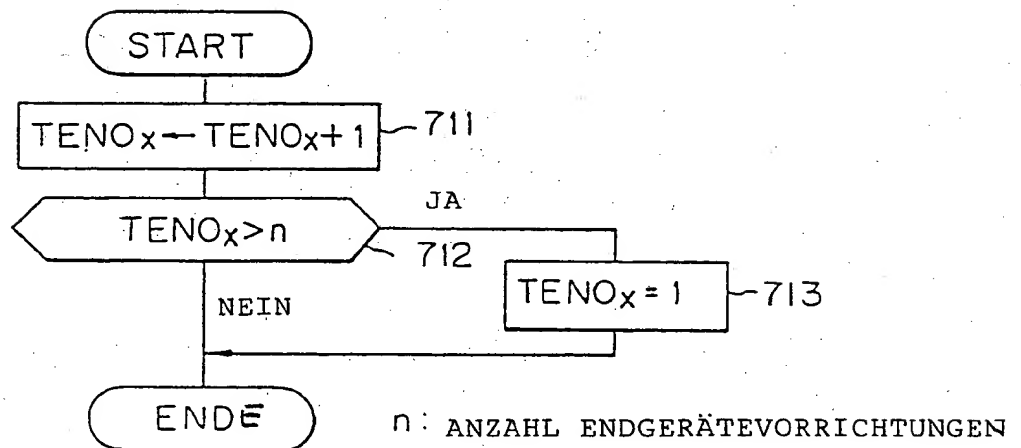 START
TENOx ← TENOx+1
711
JA
TENOx>n
712
TENOx = 1
713
NEIN
ENDE
n: ANZAHL ENDGERÄTEVORRICHTUNGEN